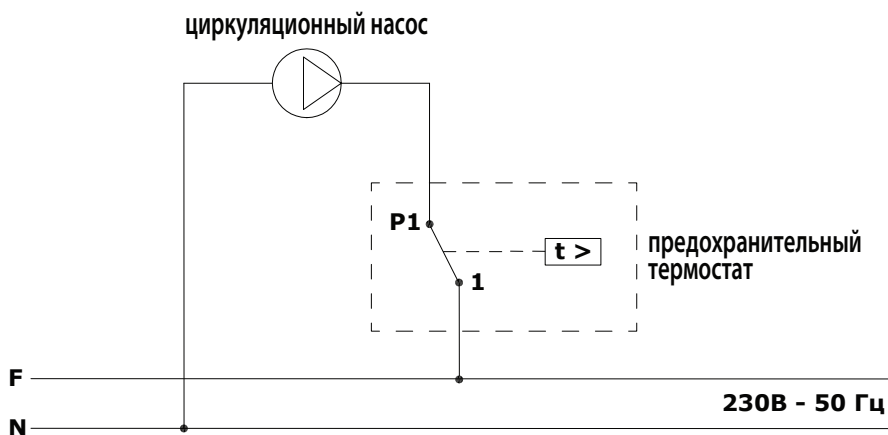 циркуляционный насос
P1
t >
предохранительный
термостат
1
F
230В - 50 Гц
N